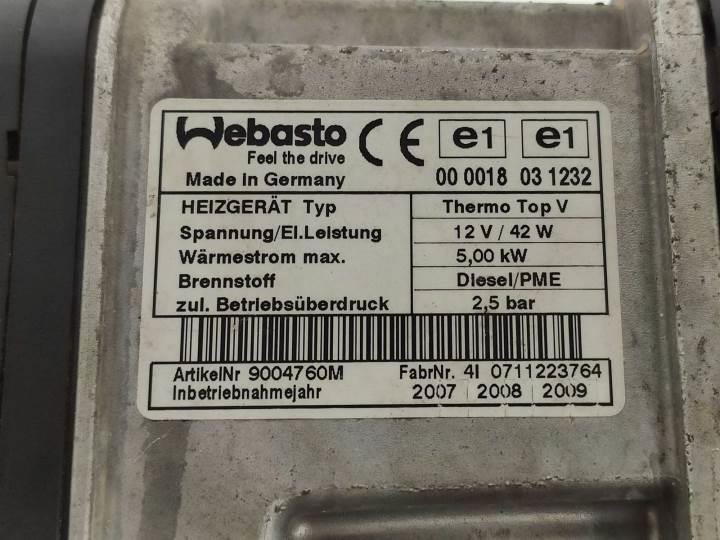 Webasto CE e1 e1
Feel the drive
Made in Germany 00 0018 03 1232
HEIZGERÄT Typ Thermo Top V
Spannung/El.Leistung 12 V / 42 W
Wärmestrom max. 5,00 kW
Brennstoff Diesel/PME
zul. Betriebsüberdruck 2,5 bar
ArtikelNr 9004760M FabrNr. 4I 0711223764
Inbetriebnahmejahr 2007 2008 2009